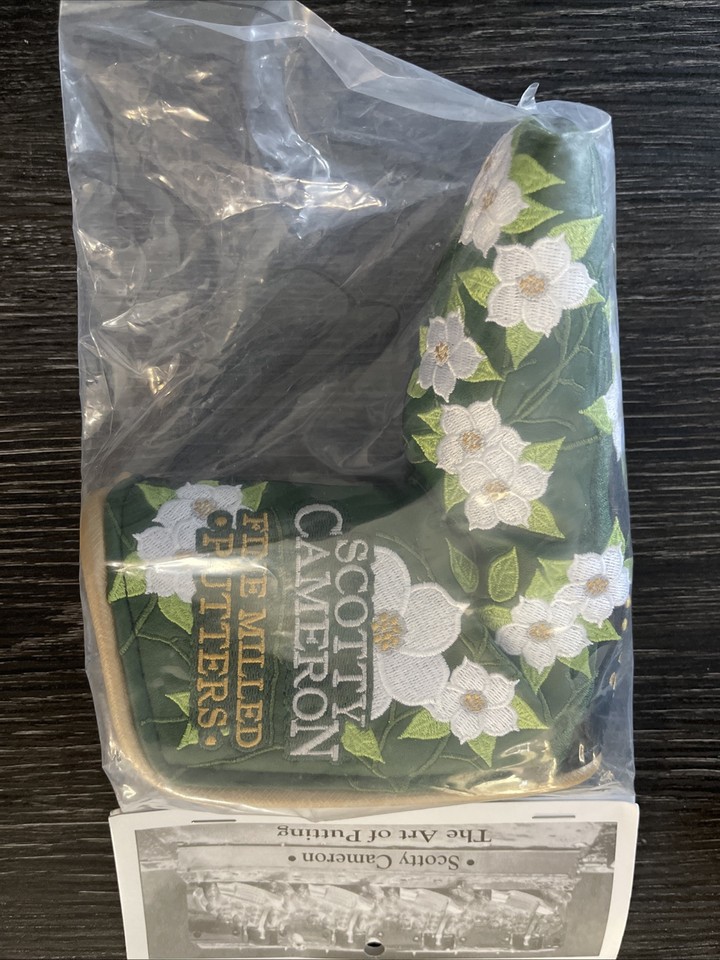 SCOTTY
CAMERON
FINE MILLED
• PUTTERS •
• Scotty Cameron •
The Art of Putting